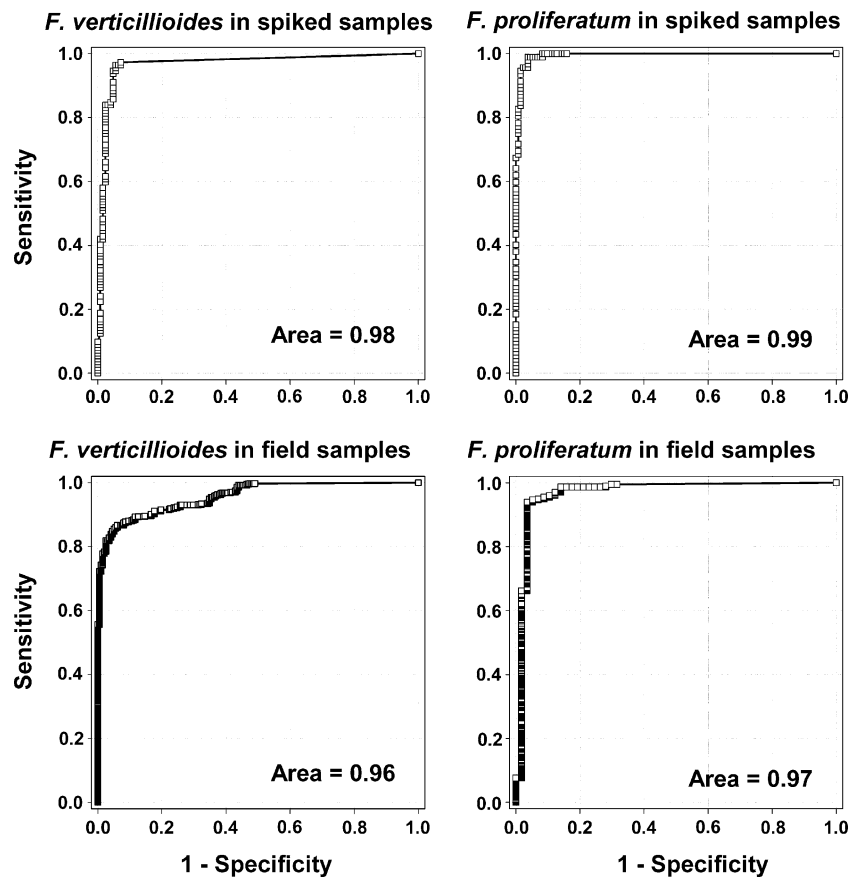 F. verticillioides in spiked samples
1.0
0.8
0.6
0.4
0.2
0.0
Sensitivity
Area = 0.98
0.0 0.2 0.4 0.6 0.8 1.0
F. proliferatum in spiked samples
1.0
0.8
0.6
0.4
0.2
0.0
Area = 0.99
0.0 0.2 0.4 0.6 0.8 1.0
F. verticillioides in field samples
1.0
0.8
0.6
0.4
0.2
0.0
Sensitivity
Area = 0.96
0.0 0.2 0.4 0.6 0.8 1.0
1 - Specificity
F. proliferatum in field samples
1.0
0.8
0.6
0.4
0.2
0.0
Area = 0.97
0.0 0.2 0.4 0.6 0.8 1.0
1 - Specificity